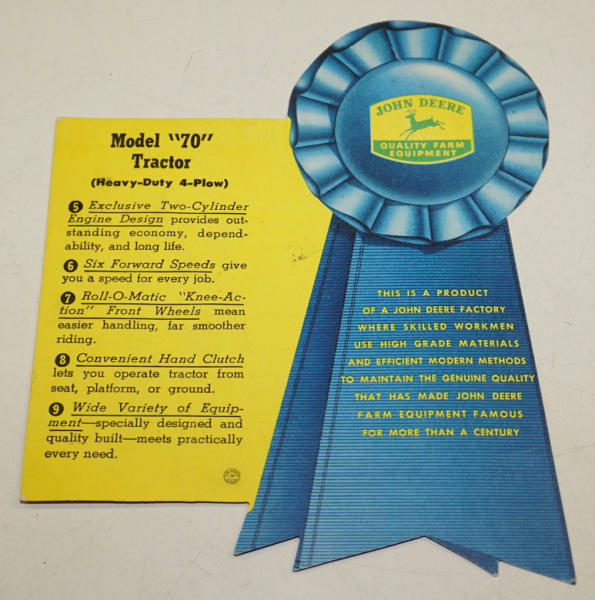 Model "70"
Tractor
(Heavy-Duty 4-Plow)
5 Exclusive Two-Cylinder
Engine Design provides out-
standing economy, depend-
ability, and long life.
6 Six Forward Speeds give
you a speed for every job.
7 Roll-O-Matic "Knee-Ac-
tion" Front Wheels mean
easier handling, far smoother
riding.
8 Convenient Hand Clutch
lets you operate tractor from
seat, platform, or ground.
9 Wide Variety of Equip-
ment—specially designed and
quality built—meets practically
every need.
JOHN DEERE
QUALITY FARM
EQUIPMENT
THIS IS A PRODUCT
OF A JOHN DEERE FACTORY
WHERE SKILLED WORKMEN
USE HIGH GRADE MATERIALS
AND EFFICIENT MODERN METHODS
TO MAINTAIN THE GENUINE QUALITY
THAT HAS MADE JOHN DEERE
FARM EQUIPMENT FAMOUS
FOR MORE THAN A CENTURY